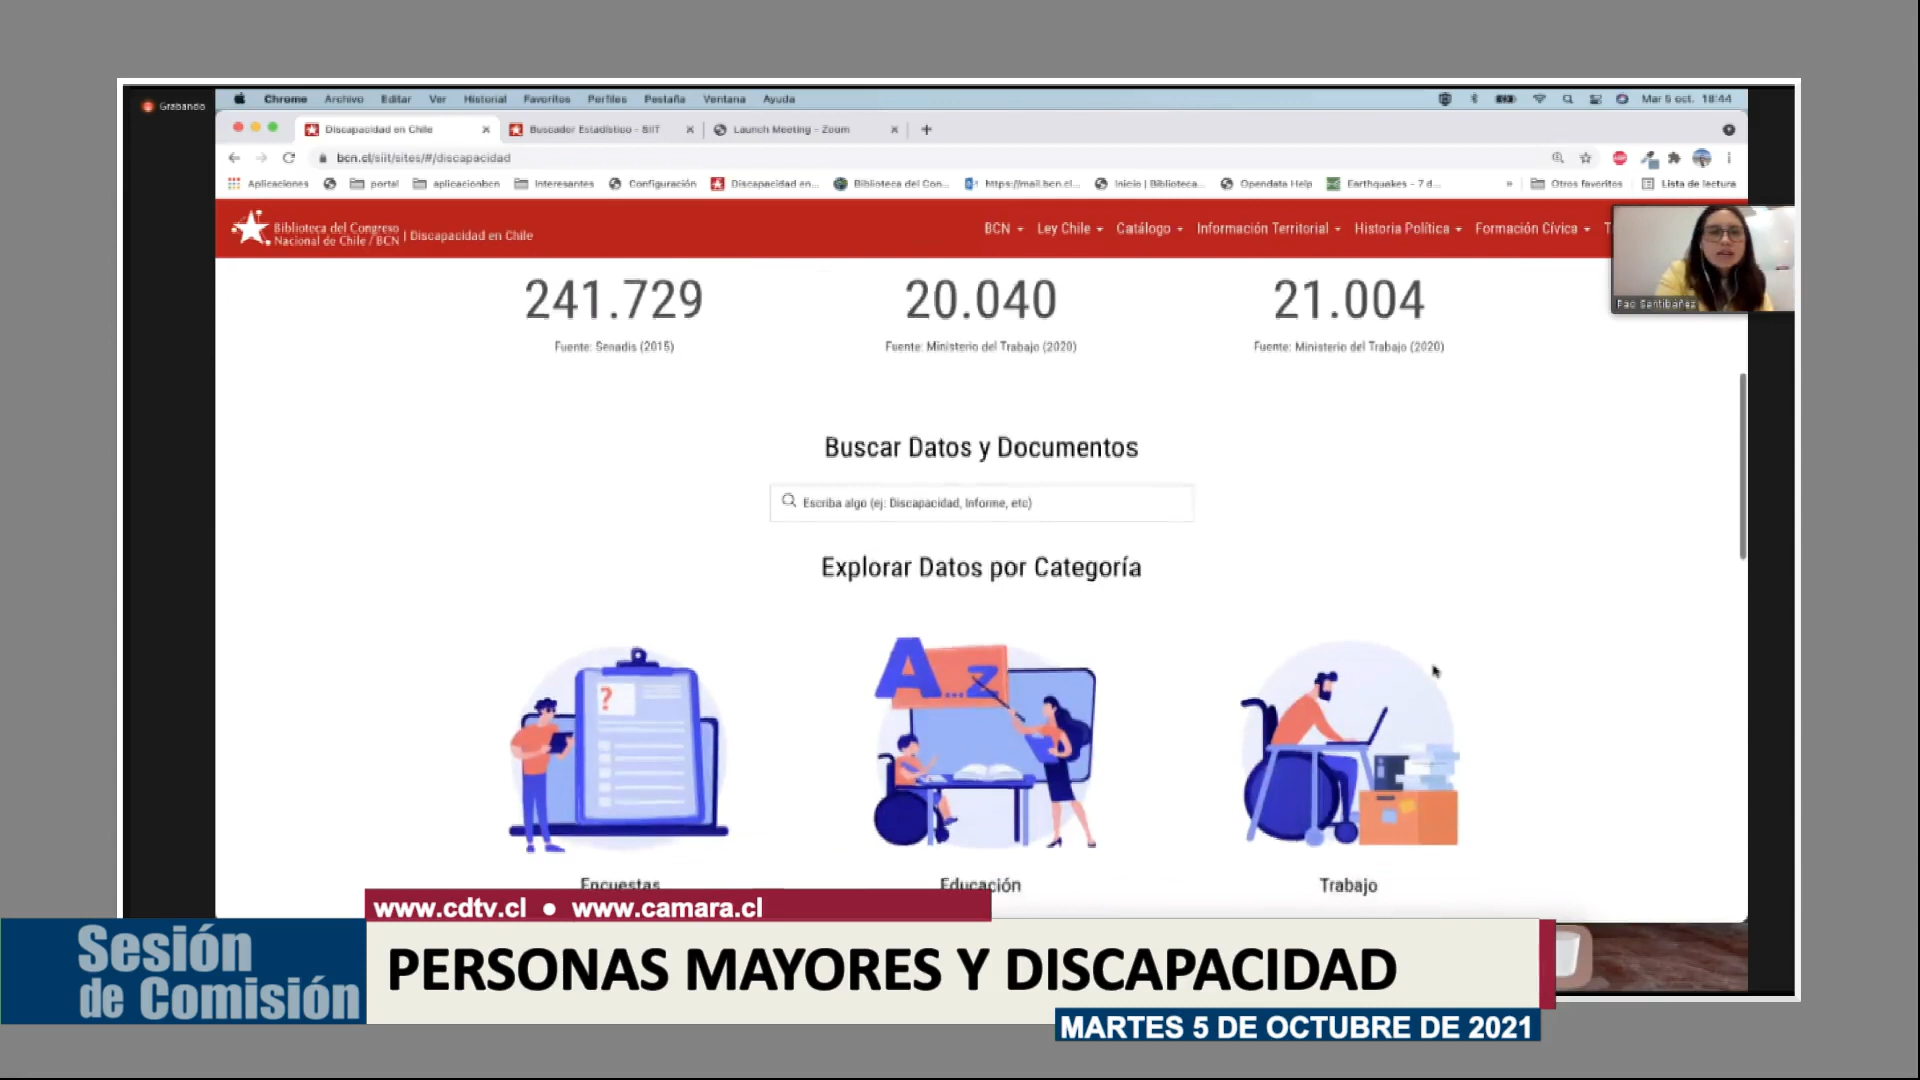 Grabando
Chrome Archivo Editar Ver Historial Favoritos Perfiles Pestaña Ventana Ayuda
Mar 5 oct. 18:44
Discapacidad en Chile
Buscador Estadístico - SIIT
Launch Meeting - Zoom
bcn.cl/siit/sites/#/discapacidad
Aplicaciones portal aplicacionbcn Interesantes Configuración Discapacidad en... Biblioteca del Con... https://mail.bcn.cl... Inicio | Biblioteca... Opendata Help Earthquakes - 7 d... » Otros favoritos Lista de lectura
Biblioteca del Congreso
Nacional de Chile / BCN | Discapacidad en Chile
BCN Ley Chile Catálogo Información Territorial Historia Política Formación Cívica T
Pao Santibáñez
241.729 20.040 21.004
Fuente: Senadis (2015) Fuente: Ministerio del Trabajo (2020) Fuente: Ministerio del Trabajo (2020)
Buscar Datos y Documentos
Escriba algo (ej: Discapacidad, Informe, etc)
Explorar Datos por Categoría
?
A...Z
Encuestas Educación Trabajo
www.cdtv.cl ● www.camara.cl
Sesión
de Comisión
PERSONAS MAYORES Y DISCAPACIDAD
MARTES 5 DE OCTUBRE DE 2021